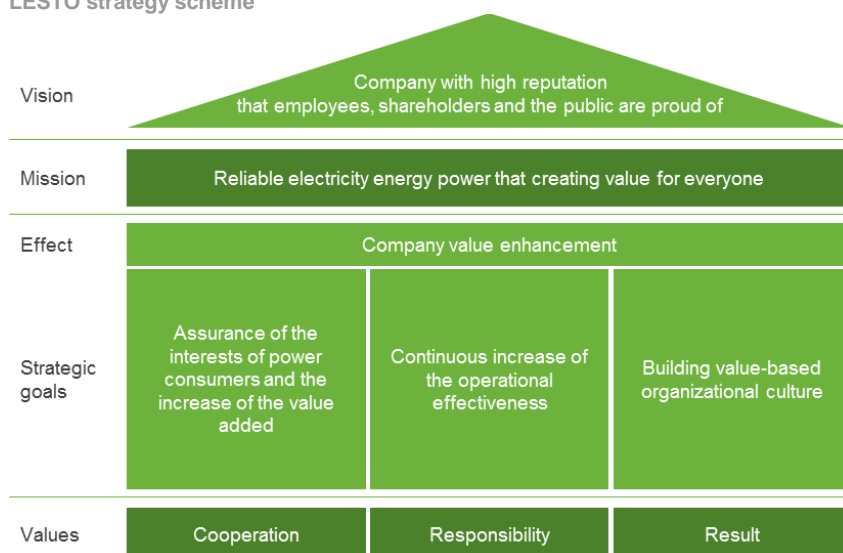 LESTO strategy scheme
Vision
Company with high reputation
that employees, shareholders and the public are proud of
Mission
Reliable electricity energy power that creating value for everyone
Effect
Company value enhancement
Strategic
goals
Assurance of the
interests of power
consumers and the
increase of the value
added
Continuous increase of
the operational
effectiveness
Building value-based
organizational culture
Values
Cooperation
Responsibility
Result